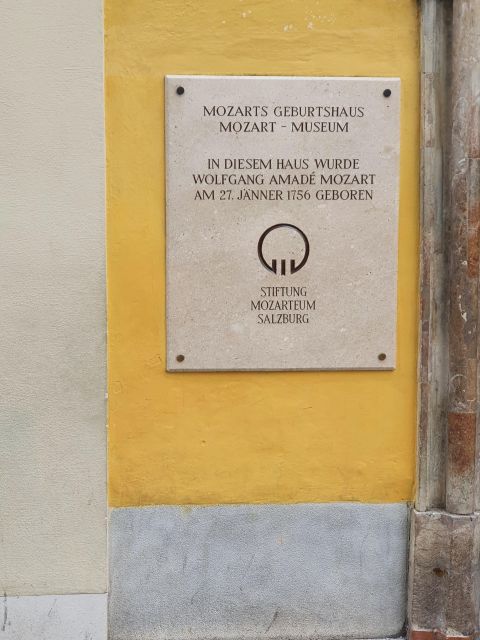 MOZARTS GEBURTSHAUS
MOZART - MUSEUM
IN DIESEM HAUS WURDE
WOLFGANG AMADÉ MOZART
AM 27. JÄNNER 1756 GEBOREN
STIFTUNG
MOZARTEUM
SALZBURG